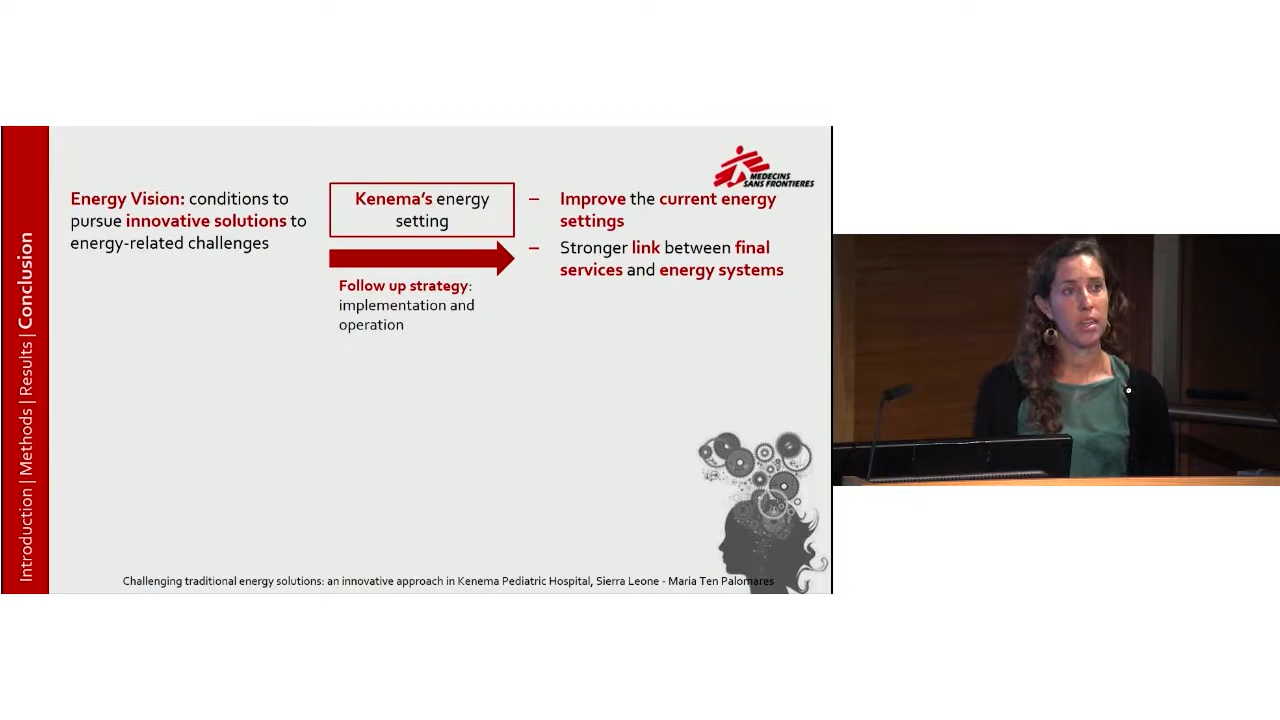 Introduction | Methods | Results | Conclusion
Energy Vision: conditions to
pursue innovative solutions to
energy-related challenges
Kenema's energy
setting
Follow up strategy:
implementation and
operation
MEDECINS
SANS FRONTIERES
– Improve the current energy
settings
– Stronger link between final
services and energy systems
Challenging traditional energy solutions: an innovative approach in Kenema Pediatric Hospital, Sierra Leone - Maria Ten Palomares